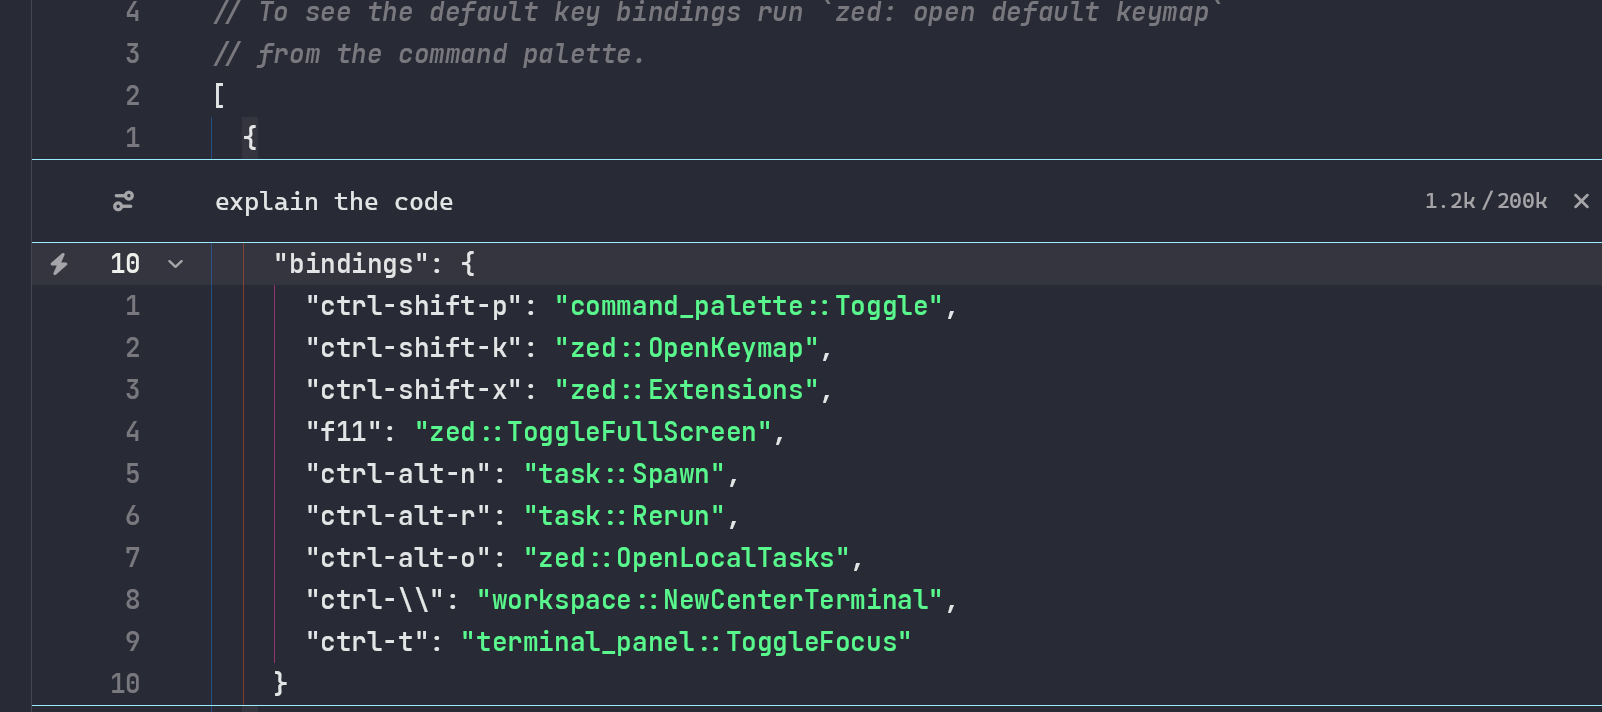 4 // To see the default key bindings run `zed: open default keymap`
3 // from the command palette.
2 [
1 {
explain the code 1.2k/200k
10 "bindings": {
1 "ctrl-shift-p": "command_palette::Toggle",
2 "ctrl-shift-k": "zed::OpenKeymap",
3 "ctrl-shift-x": "zed::Extensions",
4 "f11": "zed::ToggleFullScreen",
5 "ctrl-alt-n": "task::Spawn",
6 "ctrl-alt-r": "task::Rerun",
7 "ctrl-alt-o": "zed::OpenLocalTasks",
8 "ctrl-\\": "workspace::NewCenterTerminal",
9 "ctrl-t": "terminal_panel::ToggleFocus"
10 }